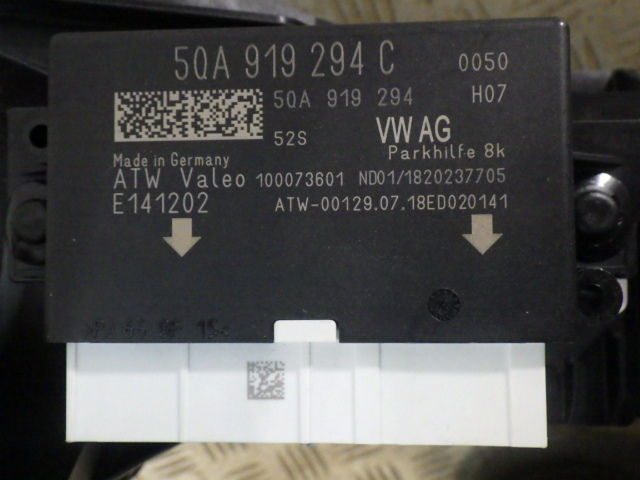 5QA 919 294 C 0050
5QA 919 294 H07
52S VW AG
Parkhilfe 8k
Made in Germany
ATW Valeo 100073601 ND01/1820237705
E141202 ATW-00129.07.18ED020141